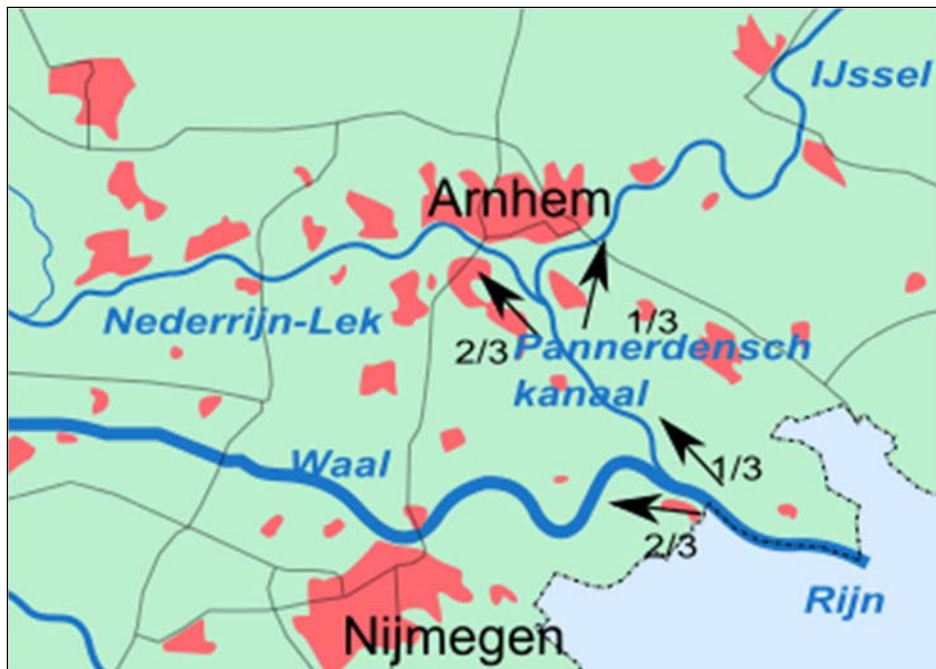 IJssel
Arnhem
Nederrijn-Lek
1/3
2/3
Pannerdensch
kanaal
Waal
1/3
2/3
Rijn
Nijmegen